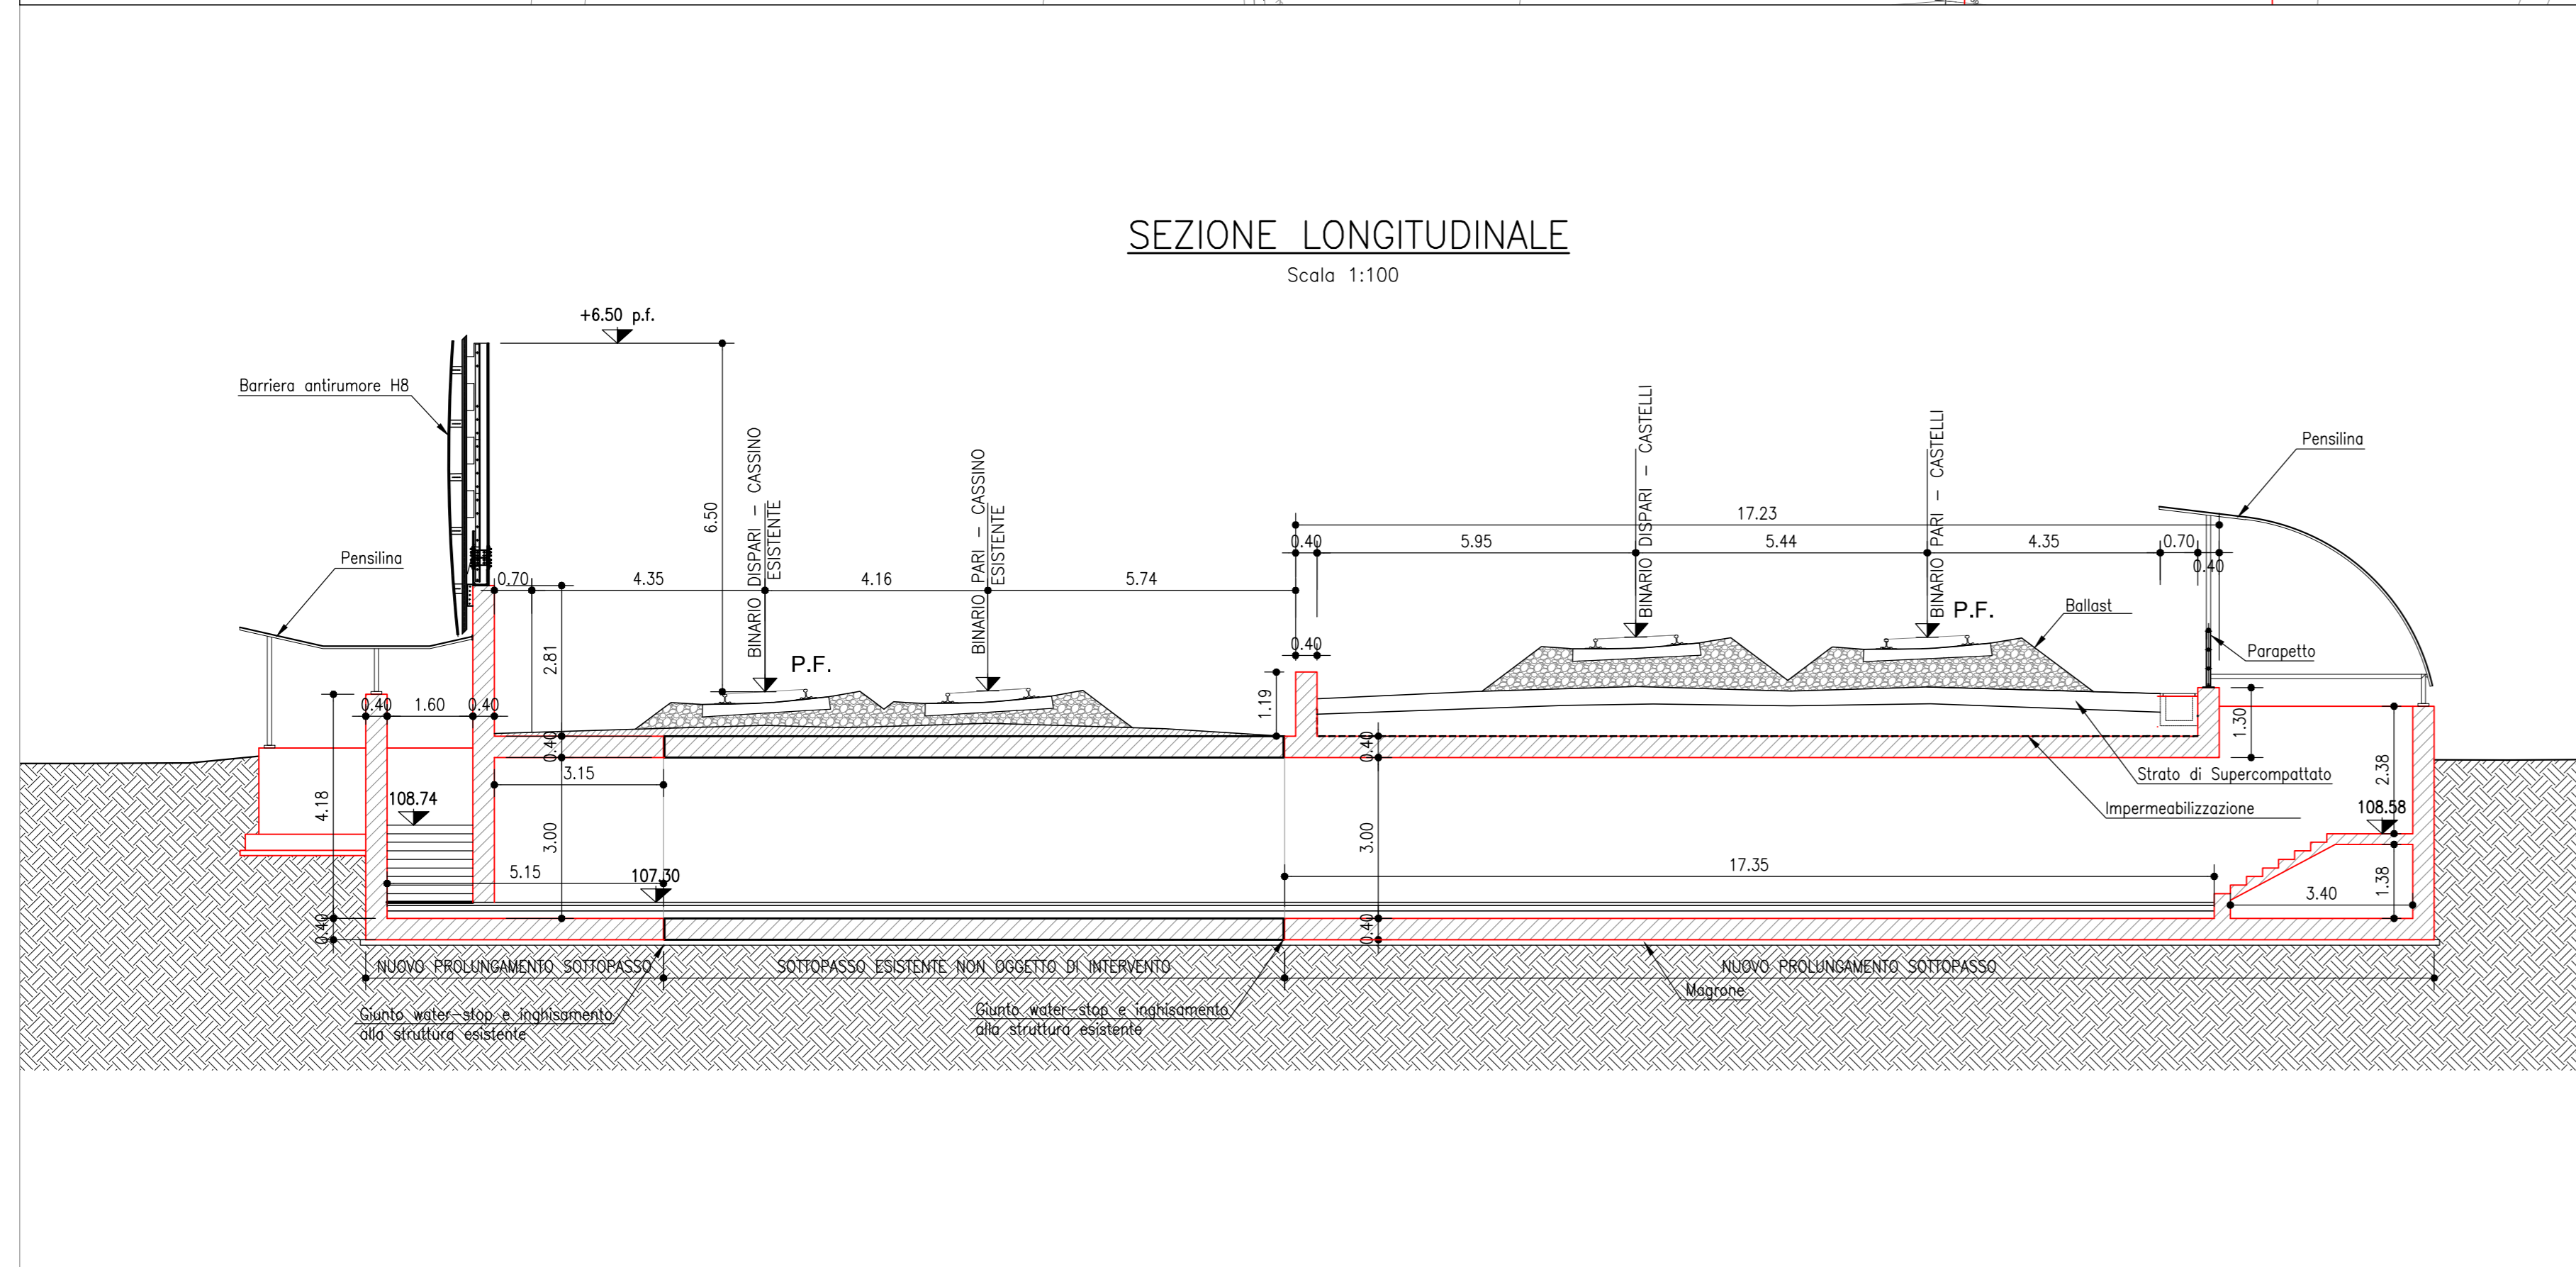 SEZIONE LONGITUDINALE
Scala 1:100
+6.50 p.f.
Barriera antirumore H8
6.50
BINARIO DISPARI - CASSINO
ESISTENTE
BINARIO PARI - CASSINO
ESISTENTE
BINARIO DISPARI - CASTELLI
BINARIO PARI - CASTELLI
Pensilina
17.23
0.40
5.95
5.44
4.35
0.70
0.40
Pensilina
0.70
4.35
4.16
5.74
P.F.
P.F.
Ballast
Parapetto
2.81
0.40
1.19
0.40
1.60
0.40
1.30
0.40
0.40
3.15
2.38
Strato di Supercompattato
Impermeabilizzazione
4.18
108.74
108.58
3.00
3.00
5.15
107.30
17.35
1.38
3.40
0.40
0.40
NUOVO PROLUNGAMENTO SOTTOPASSO
SOTTOPASSO ESISTENTE NON OGGETTO DI INTERVENTO
NUOVO PROLUNGAMENTO SOTTOPASSO
Magrone
Giunto water-stop e inghisamento
alla struttura esistente
Giunto water-stop e inghisamento
alla struttura esistente